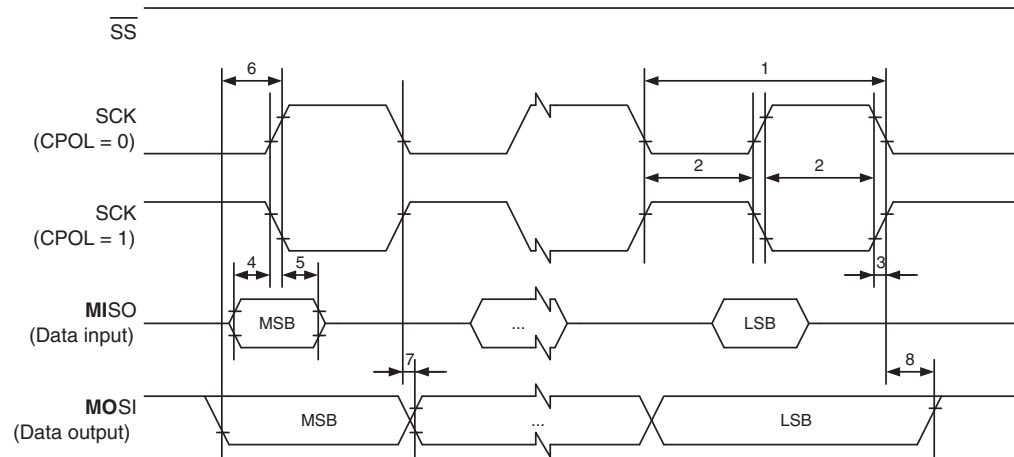 SS
6
1
SCK
(CPOL = 0)
2
2
SCK
(CPOL = 1)
4
5
3
MISO
(Data input)
MSB
...
LSB
7
8
MOSI
(Data output)
MSB
...
LSB